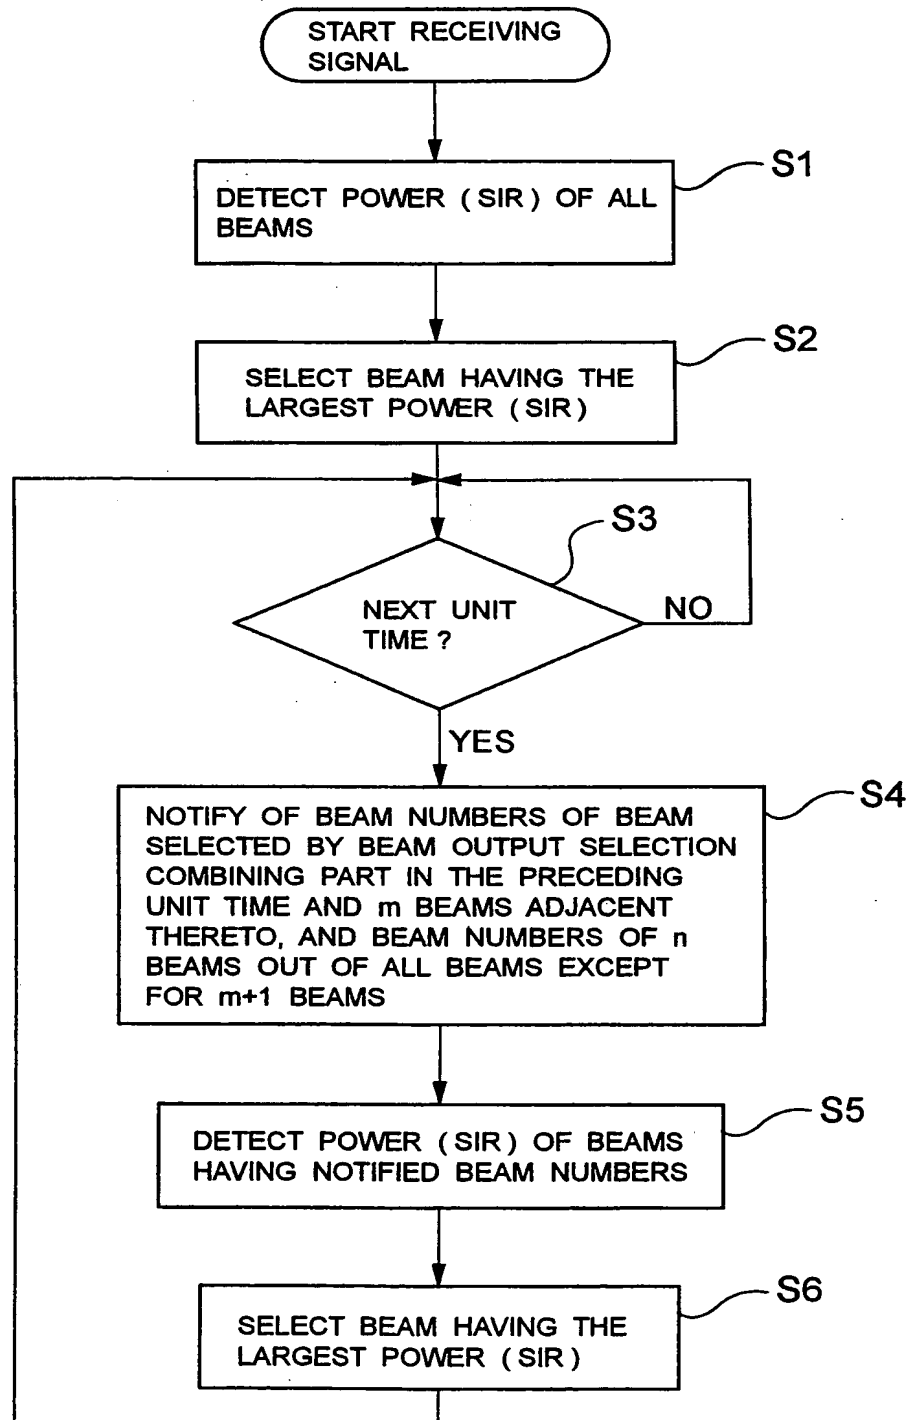 START RECEIVING
SIGNAL
S1
DETECT POWER (SIR) OF ALL
BEAMS
S2
SELECT BEAM HAVING THE
LARGEST POWER (SIR)
S3
NEXT UNIT
TIME?
NO
YES
S4
NOTIFY OF BEAM NUMBERS OF BEAM
SELECTED BY BEAM OUTPUT SELECTION
COMBINING PART IN THE PRECEDING
UNIT TIME AND m BEAMS ADJACENT
THERETO, AND BEAM NUMBERS OF n
BEAMS OUT OF ALL BEAMS EXCEPT
FOR m+1 BEAMS
S5
DETECT POWER (SIR) OF BEAMS
HAVING NOTIFIED BEAM NUMBERS
S6
SELECT BEAM HAVING THE
LARGEST POWER (SIR)